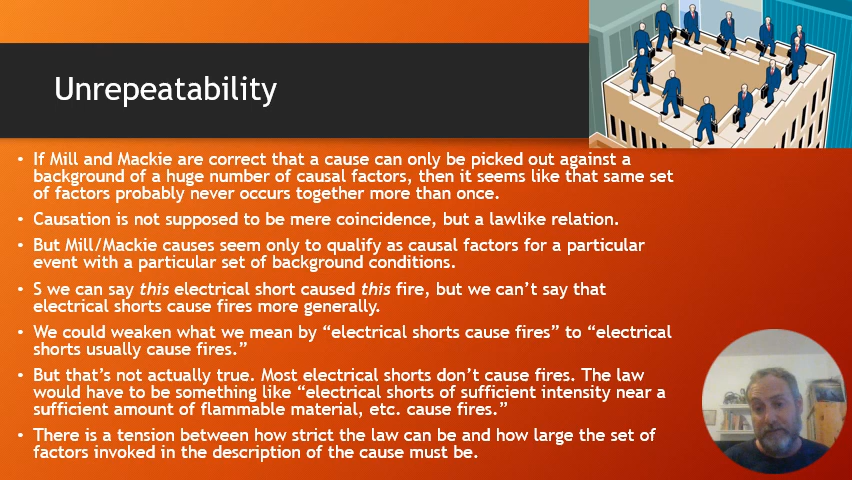 Unrepeatability
• If Mill and Mackie are correct that a cause can only be picked out against a
background of a huge number of causal factors, then it seems like that same set
of factors probably never occurs together more than once.
• Causation is not supposed to be mere coincidence, but a lawlike relation.
• But Mill/Mackie causes seem only to qualify as causal factors for a particular
event with a particular set of background conditions.
• S we can say this electrical short caused this fire, but we can't say that
electrical shorts cause fires more generally.
• We could weaken what we mean by “electrical shorts cause fires” to “electrical
shorts usually cause fires.”
• But that's not actually true. Most electrical shorts don't cause fires. The law
would have to be something like “electrical shorts of sufficient intensity near a
sufficient amount of flammable material, etc. cause fires.”
• There is a tension between how strict the law can be and how large the set of
factors invoked in the description of the cause must be.